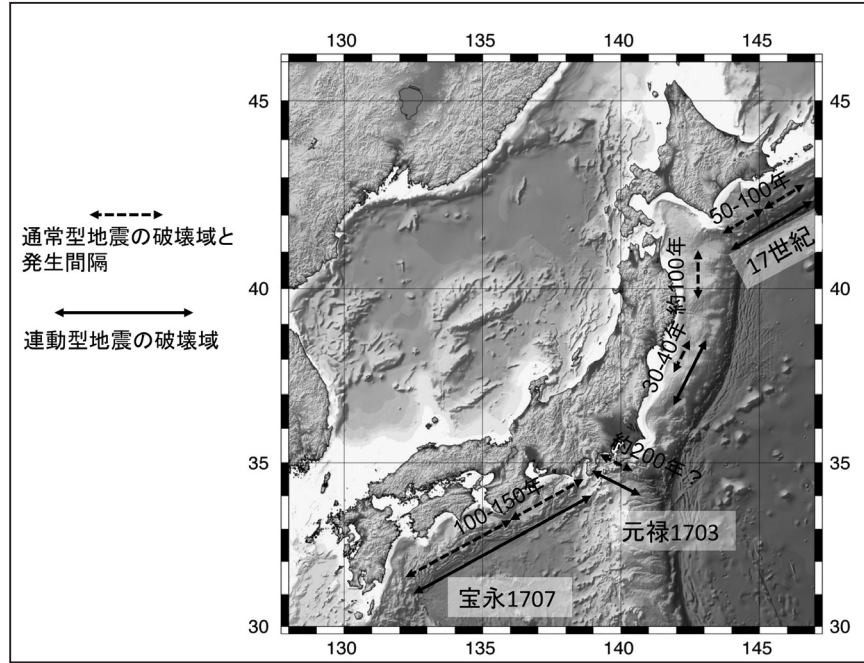 130
135
140
145
45
45
50-100年
通常型地震の破壊域と
発生間隔
17世紀
約100年
40
40
連動型地震の破壊域
30-40年
約200年？
35
35
100-150年
元禄1703
宝永1707
30
30
130
135
140
145